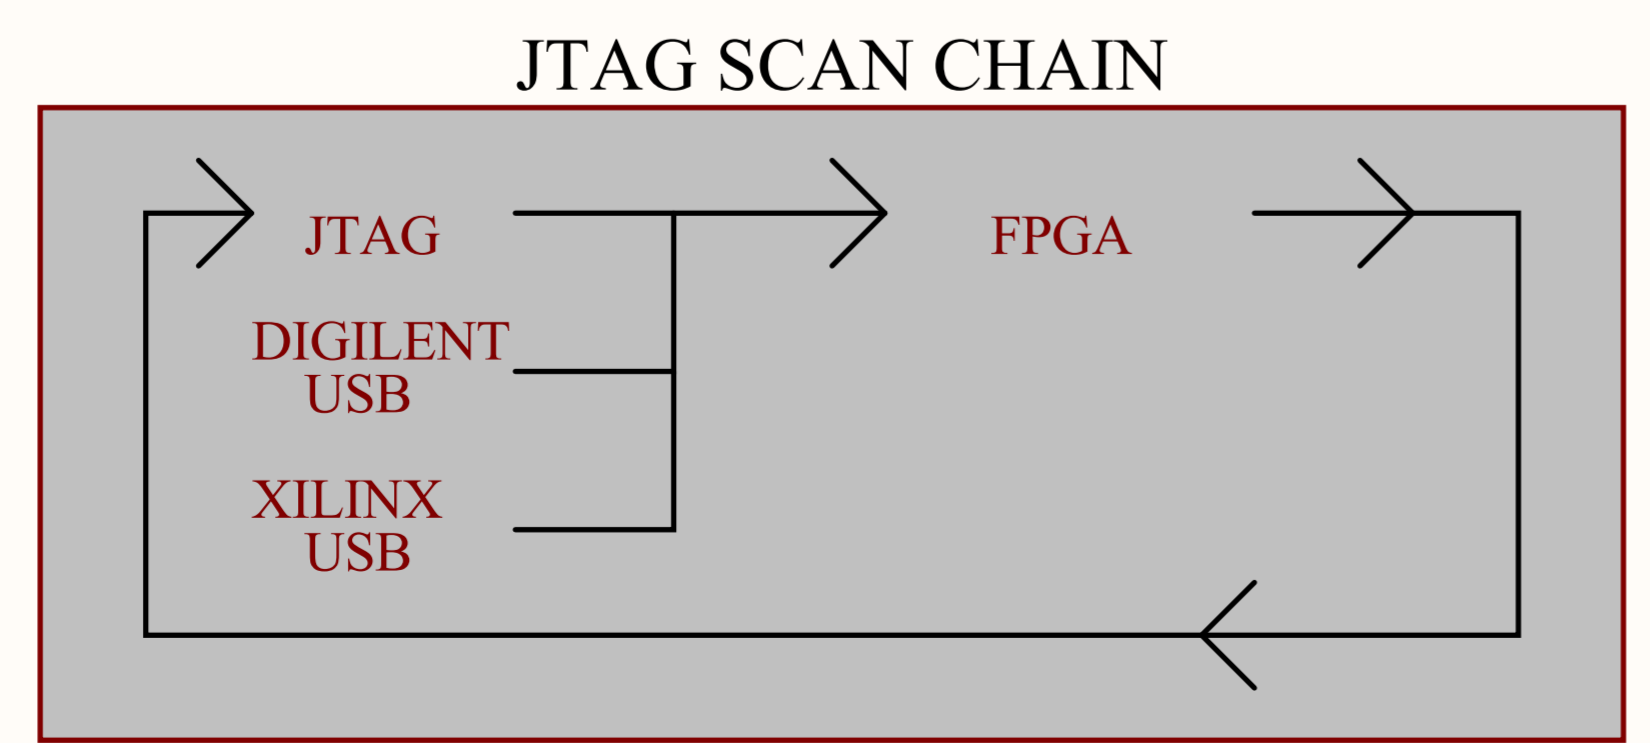 JTAG SCAN CHAIN
JTAG
FPGA
DIGILENT
USB
XILINX
USB